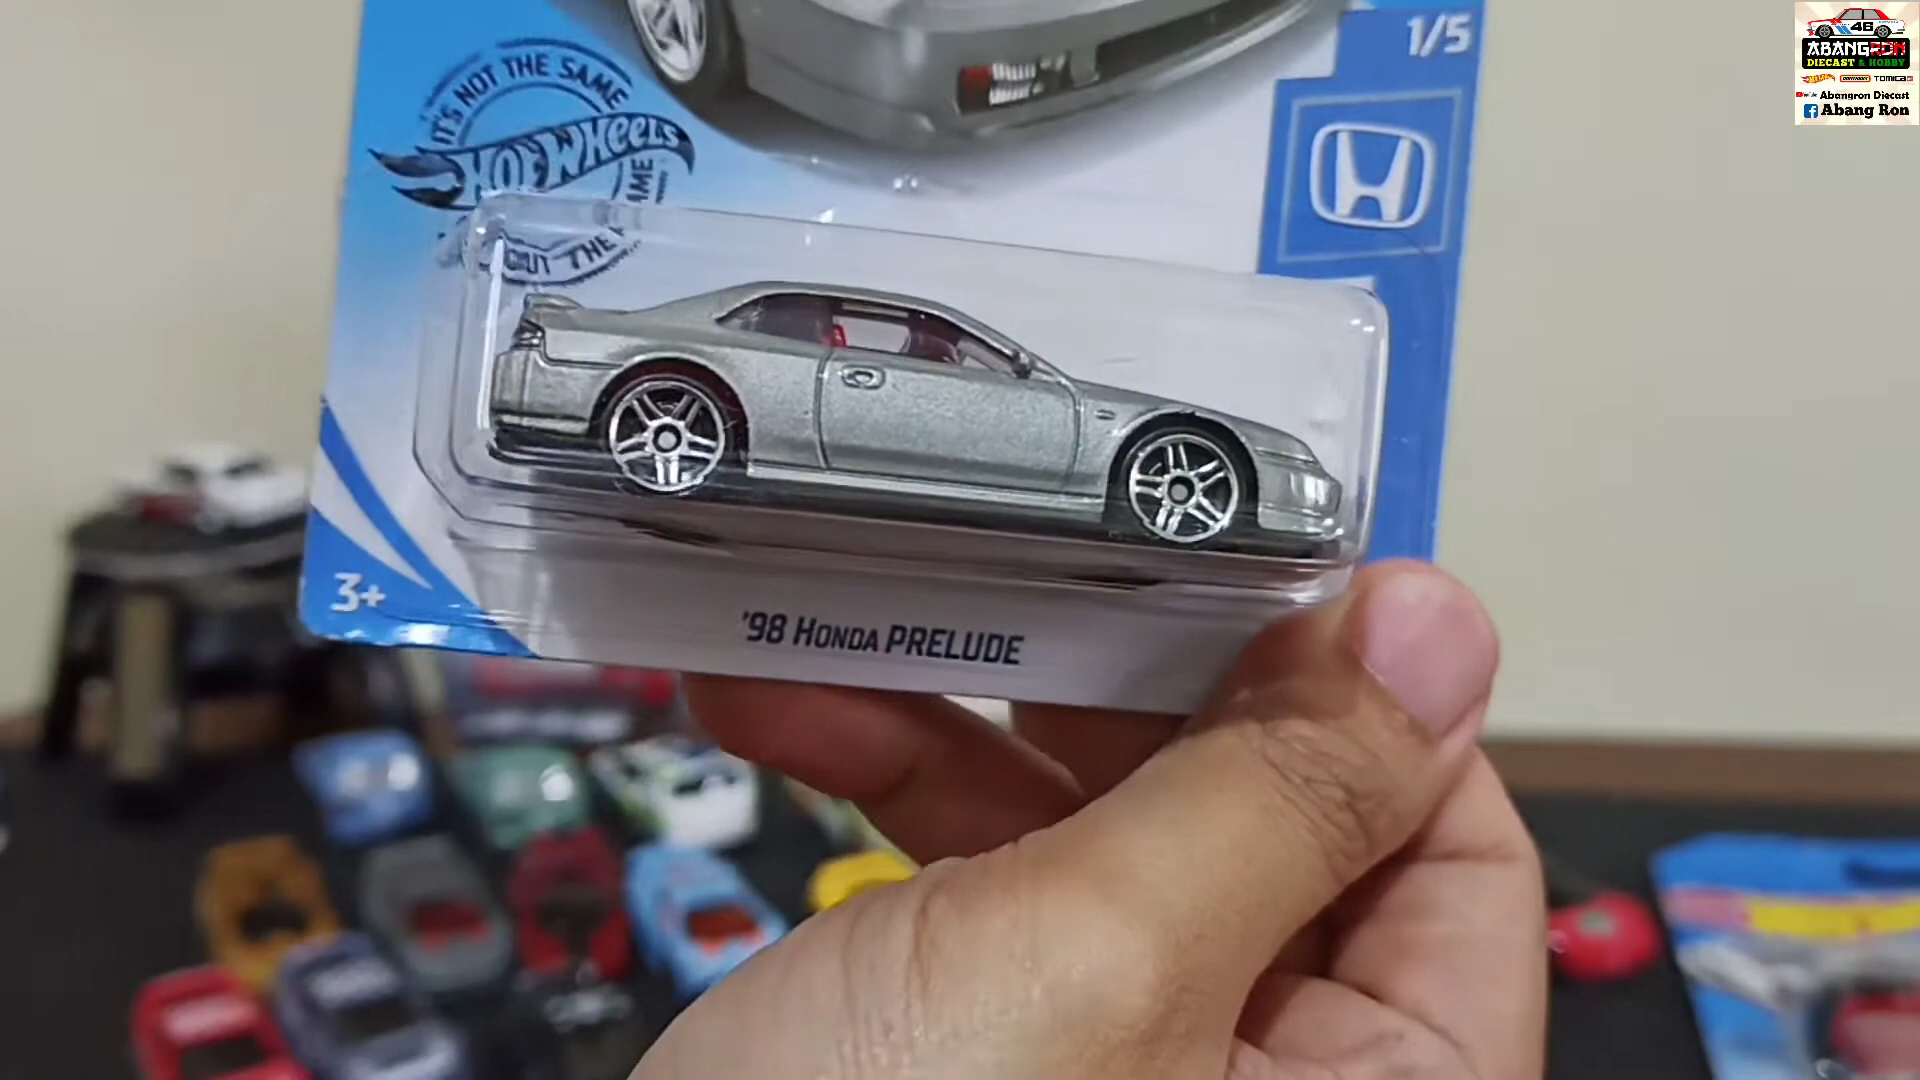 1/5
IT'S NOT THE SAME
HOT WHEELS
3+
'98 HONDA PRELUDE
46
ABANGRON
DIECAST & HOBBY
TOMICA
Abangron Diecast
Abang Ron